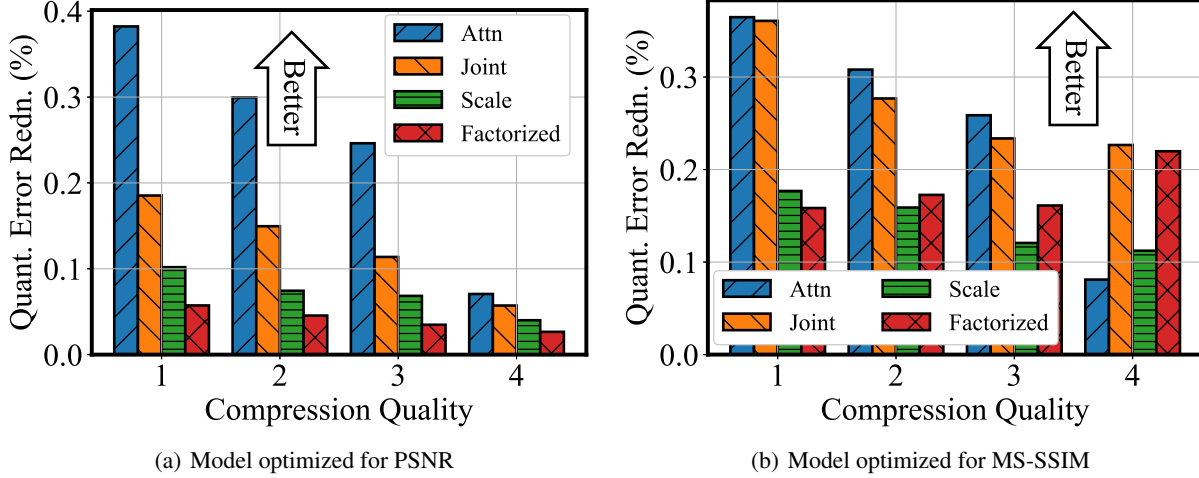 Quant. Error Redn. (%)
0.4
0.3
0.2
0.1
0.0
Better
Attn
Joint
Scale
Factorized
1 2 3 4
Compression Quality
(a) Model optimized for PSNR
Quant. Error Redn. (%)
0.3
0.2
0.1
0.0
Better
Attn Scale
Joint Factorized
1 2 3 4
Compression Quality
(b) Model optimized for MS-SSIM